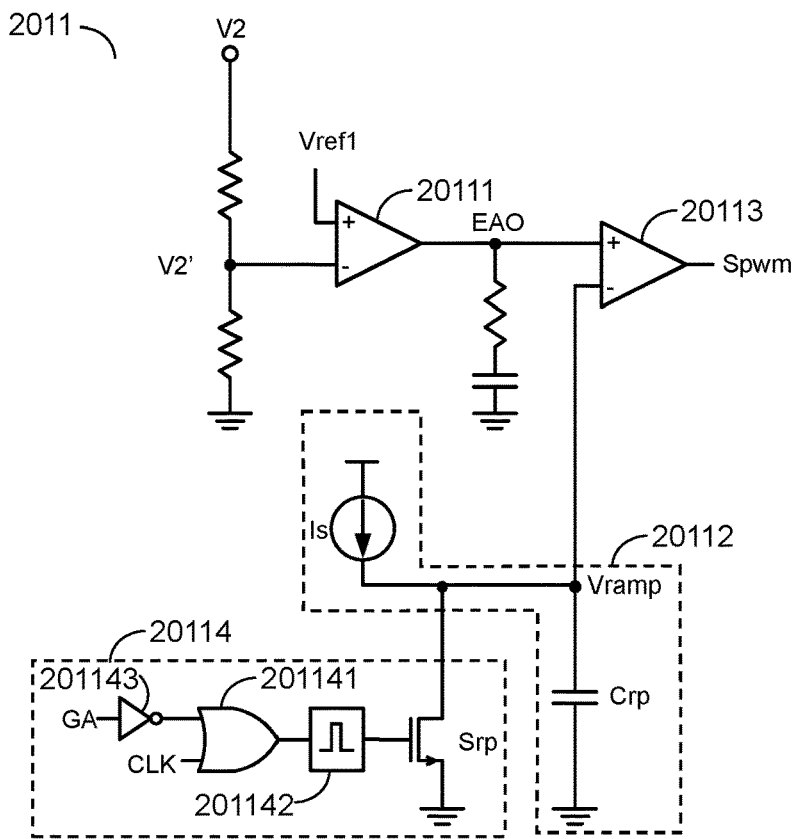 2011
V2
Vref1
20111
20113
EAO
+
+
V2'
-
Spwm
-
20112
Is
Vramp
20114
201143
201141
Crp
GA
Srp
CLK
201142